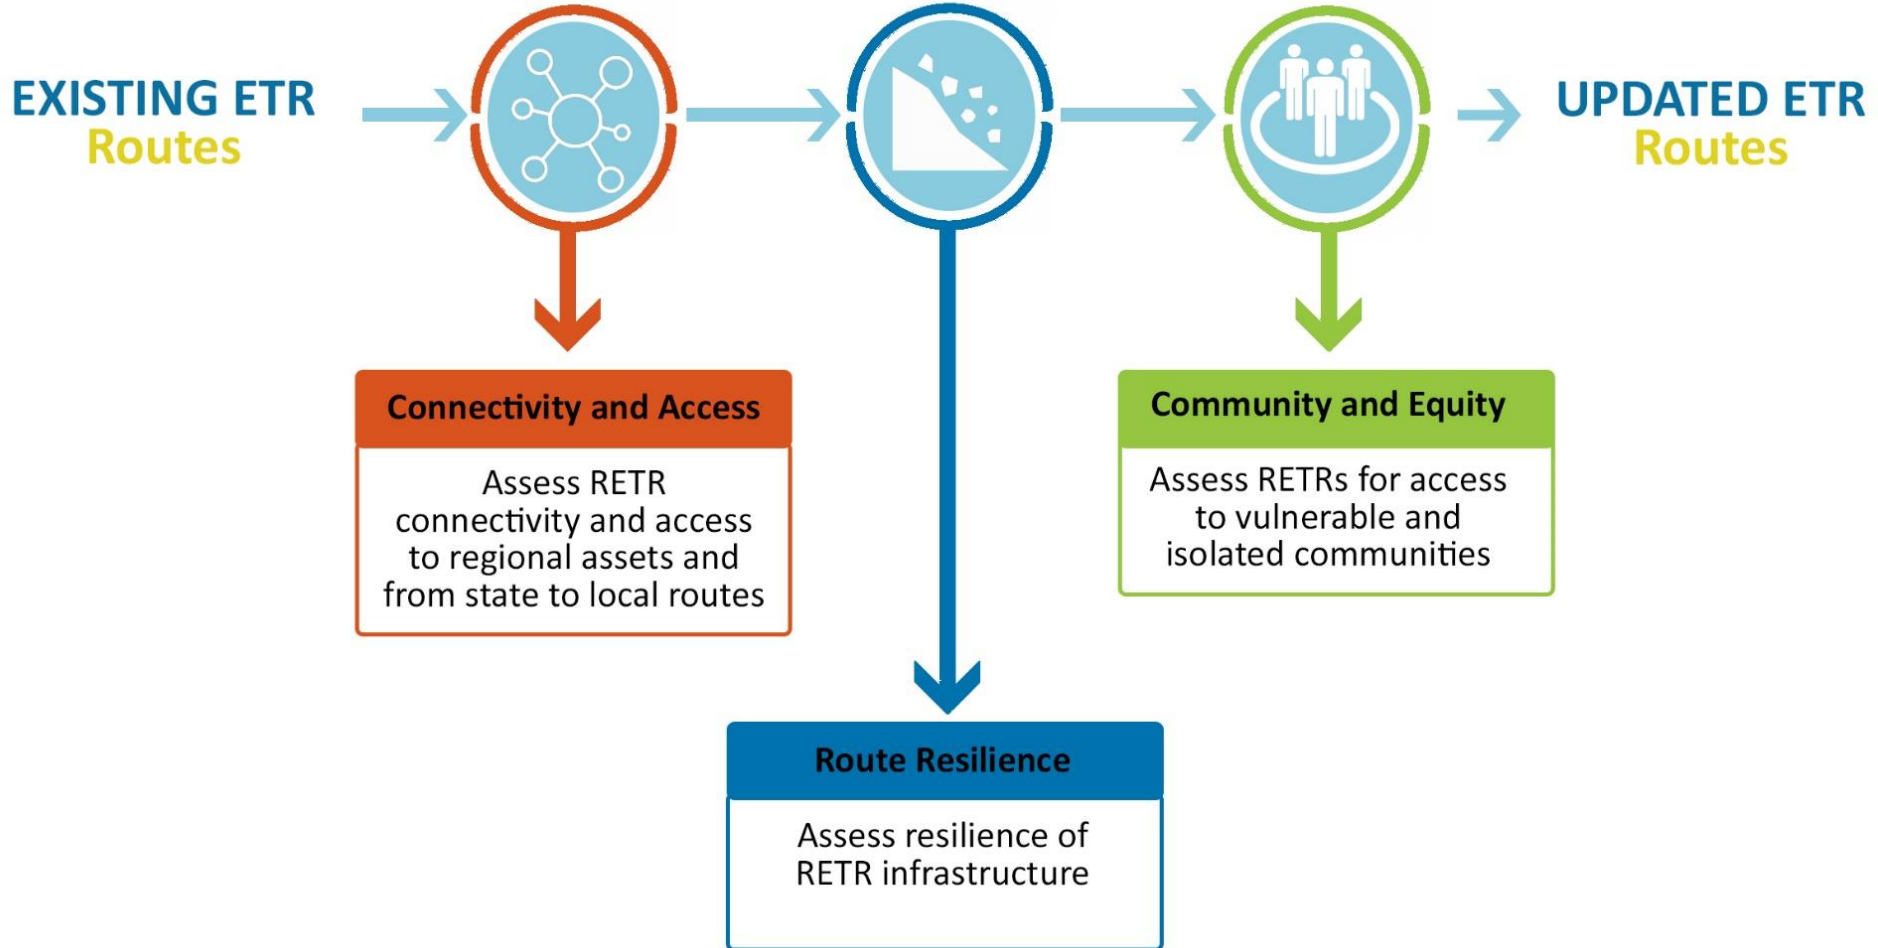 EXISTING ETR
Routes
UPDATED ETR
Routes
Connectivity and Access
Assess RETR
connectivity and access
to regional assets and
from state to local routes
Community and Equity
Assess RETRs for access
to vulnerable and
isolated communities
Route Resilience
Assess resilience of
RETR infrastructure